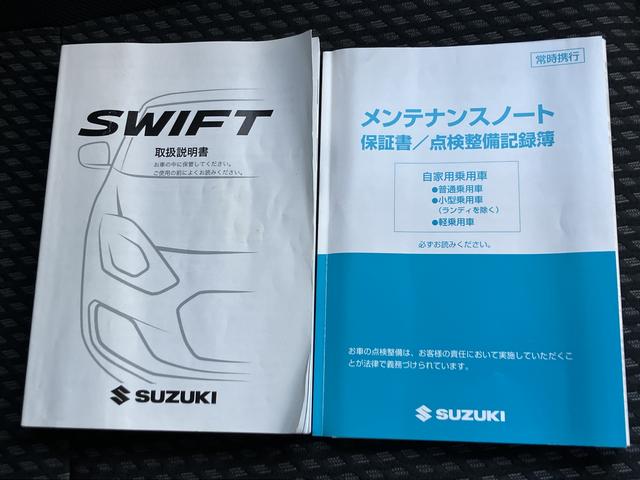 SWIFT
取扱説明書
お車の中に保管してください。
ご使用の前によくお読みください。
SUZUKI
常時携行
メンテナンスノート
保証書／点検整備記録簿
自家用乗用車
●普通乗用車
●小型乗用車
(ランディを除く)
●軽乗用車
必ずお読みください。
お車の点検整備は、お客様の責任において実施していただくこ
とが法律で義務づけられています。
SUZUKI